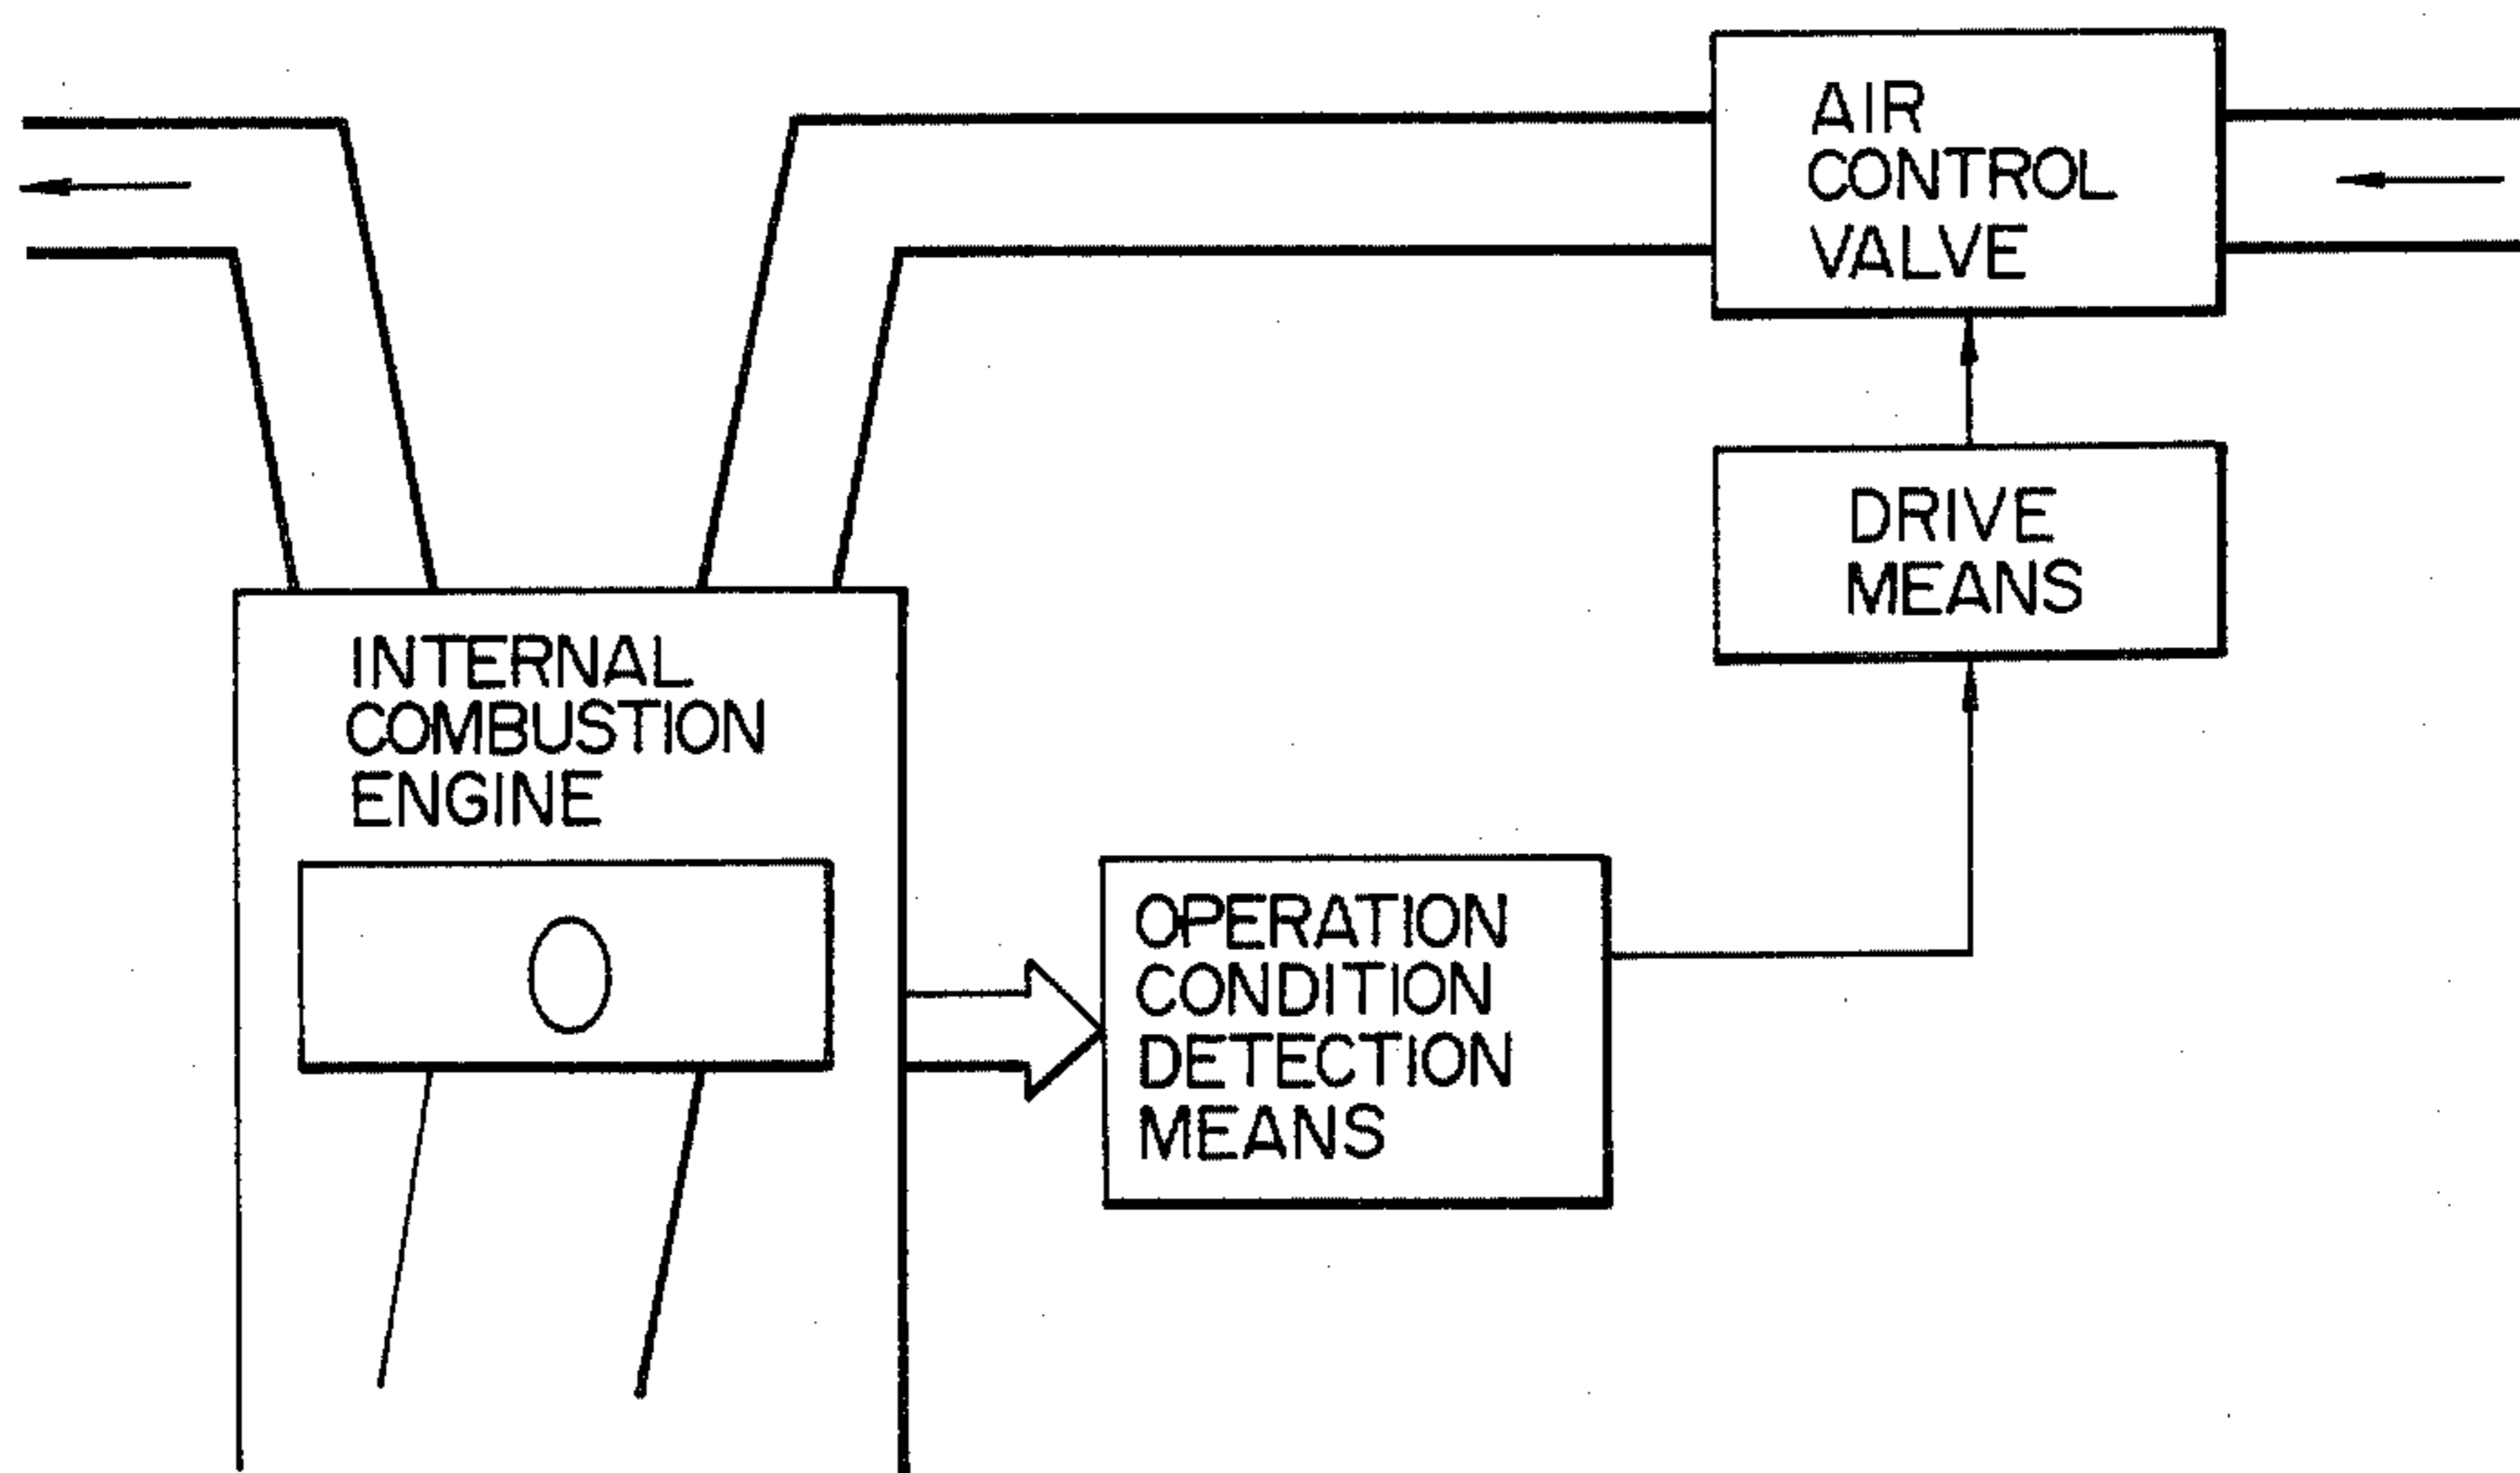 AIR
CONTROL
VALVE
DRIVE
MEANS
INTERNAL
COMBUSTION
ENGINE
OPERATION
CONDITION
DETECTION
MEANS